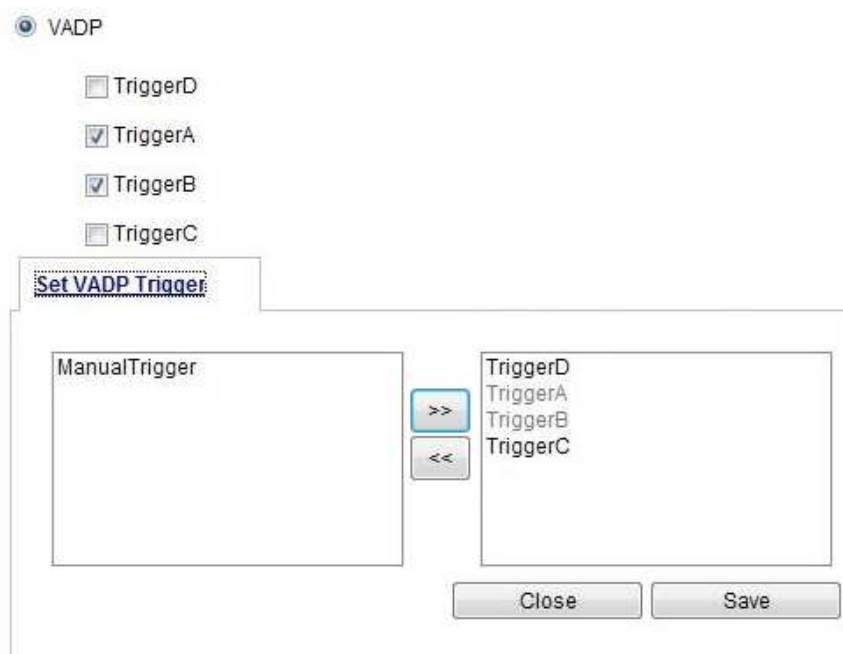 VADP
TriggerD
TriggerA
TriggerB
TriggerC
Set VADP Trigger
ManualTrigger
>>
<<
TriggerD
TriggerA
TriggerB
TriggerC
Close
Save